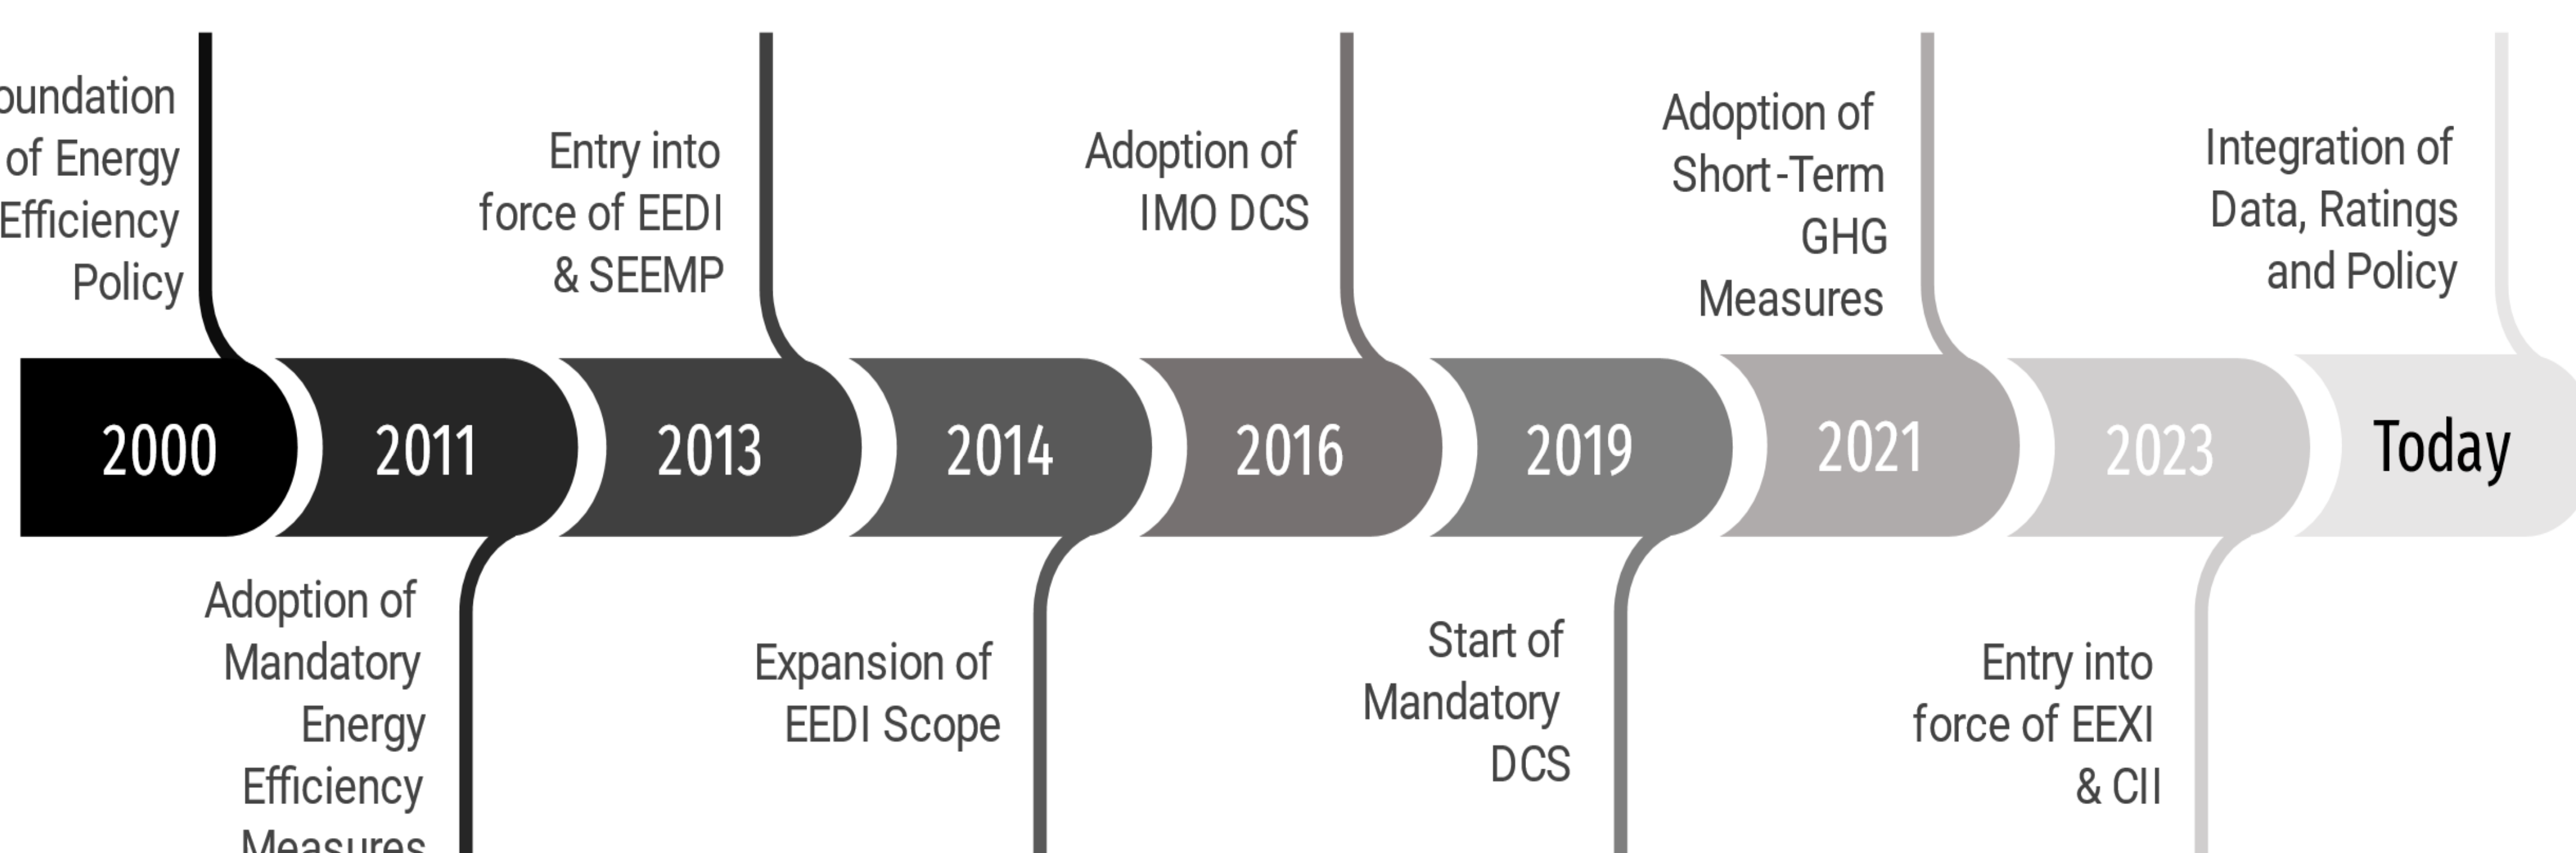 oundation
of Energy
Efficiency
Policy
Entry into
force of EEDI
& SEEMP
Adoption of
IMO DCS
Adoption of
Short-Term
GHG
Measures
Integration of
Data, Ratings
and Policy
2000
2011
2013
2014
2016
2019
2021
2023
Today
Adoption of
Mandatory
Energy
Efficiency
Measures
Expansion of
EEDI Scope
Start of
Mandatory
DCS
Entry into
force of EEXI
& CII